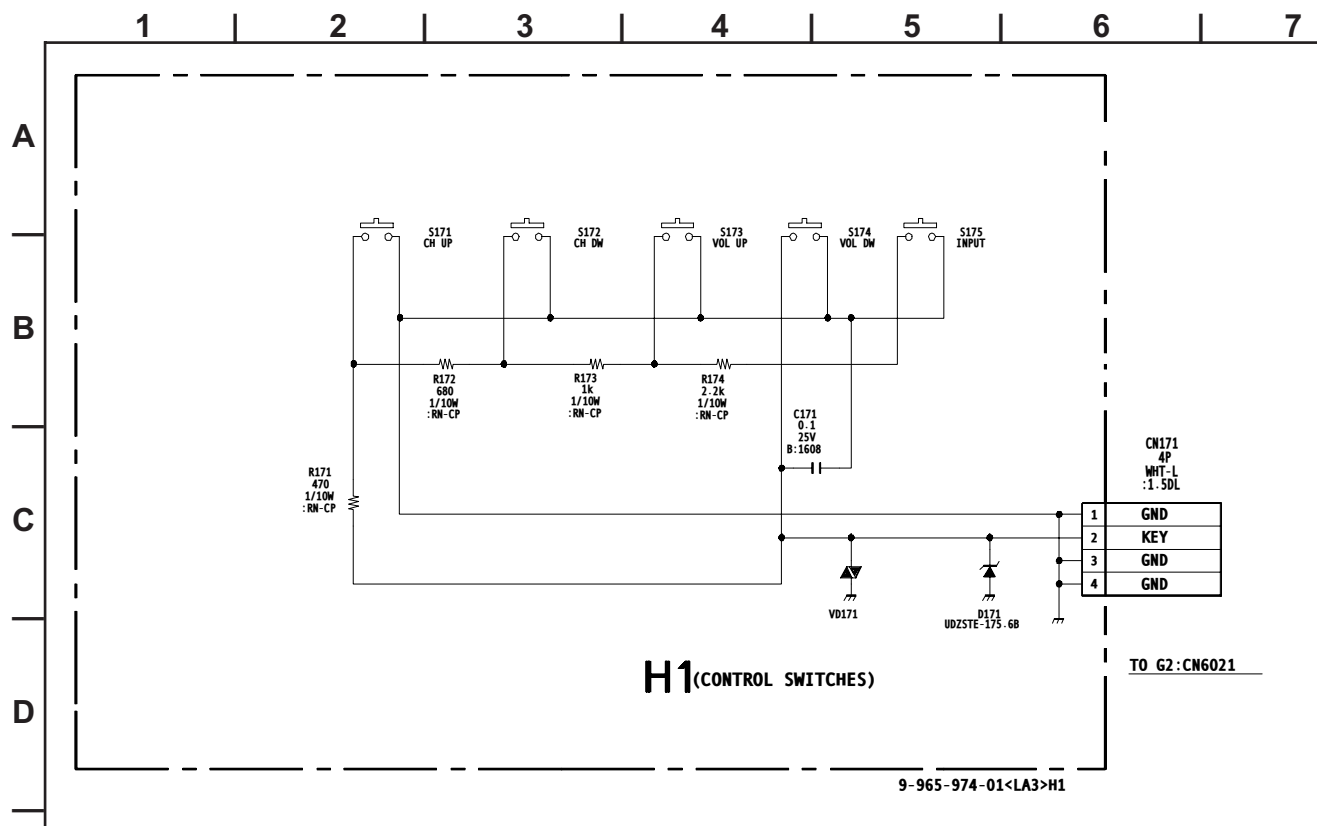 1 2 3 4 5 6 7
A
S171
CH UP
S172
CH DW
S173
VOL UP
S174
VOL DW
S175
INPUT
B
R172
680
1/10W
:RN-CP
R173
1k
1/10W
:RN-CP
R174
2.2k
1/10W
:RN-CP
C171
0.1
25V
B:1608
R171
470
1/10W
:RN-CP
CN171
4P
WHT-L
:1.5DL
C
1 GND
2 KEY
3 GND
4 GND
VD171
D171
UDZSTE-175.6B
H1(CONTROL SWITCHES)
TO G2:CN6021
D
9-965-974-01<LA3>H1